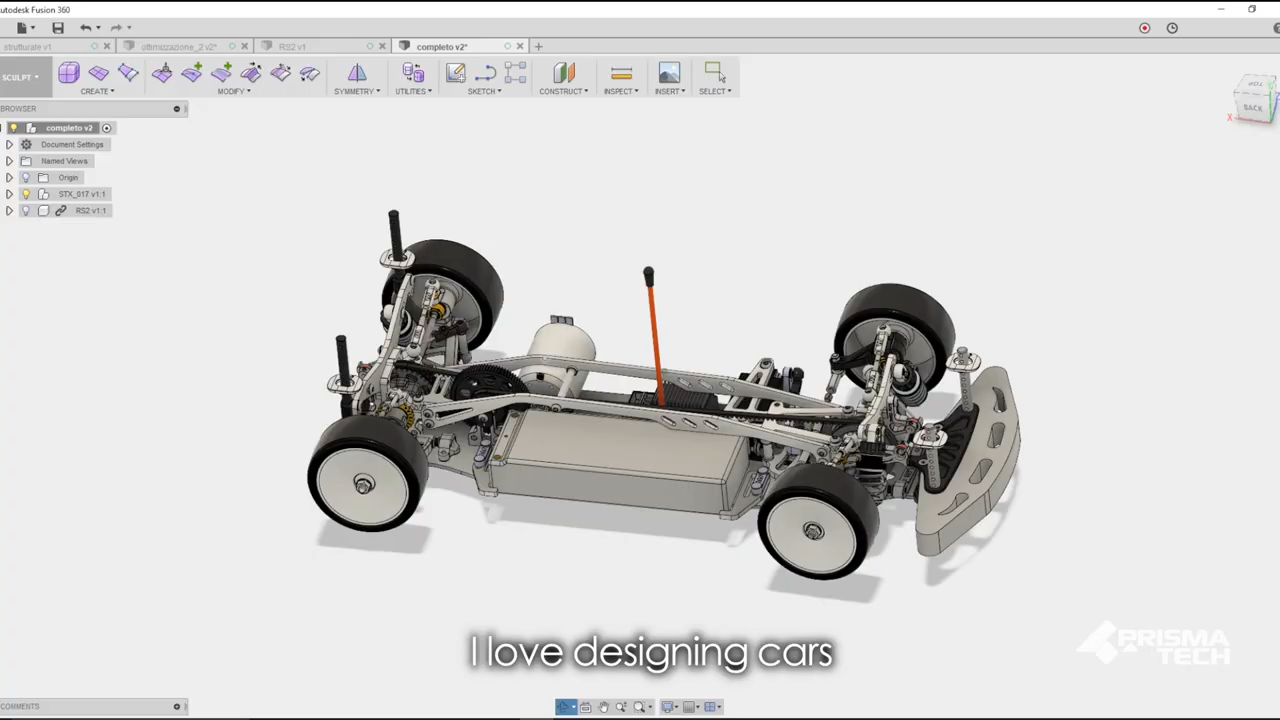 Autodesk Fusion 360
strutturale v1
ottimizzazione_2 v2*
RS2 v1
completo v2*
SCULPT
CREATE
MODIFY
SYMMETRY
UTILITIES
SKETCH
CONSTRUCT
INSPECT
INSERT
SELECT
TOP
BACK
X
BROWSER
completo v2
Document Settings
Named Views
Origin
STX_017 v1:1
RS2 v1:1
I love designing cars
PRISMA
TECH
COMMENTS